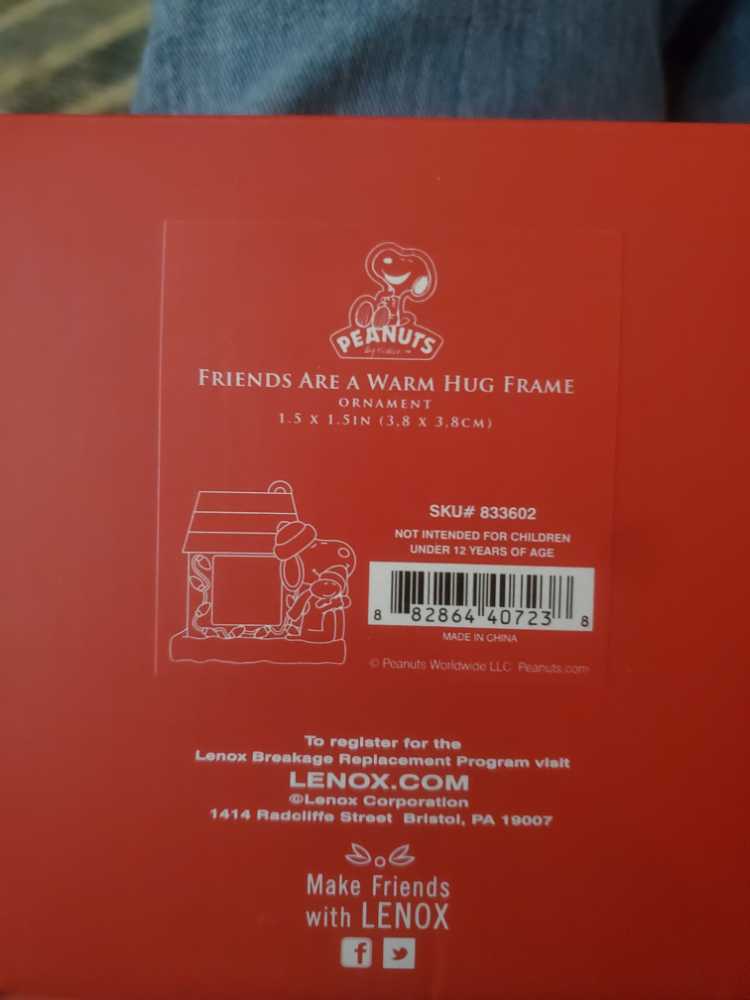 PEANUTS
FRIENDS ARE A WARM HUG FRAME
ORNAMENT
1.5 X 1.5IN (3.8 X 3.8CM)
SKU# 833602
NOT INTENDED FOR CHILDREN
UNDER 12 YEARS OF AGE
8 82864 40723 8
MADE IN CHINA
© Peanuts Worldwide LLC Peanuts.com
To register for the
Lenox Breakage Replacement Program visit
LENOX.COM
©Lenox Corporation
1414 Radcliffe Street Bristol, PA 19007
Make Friends
with LENOX
f